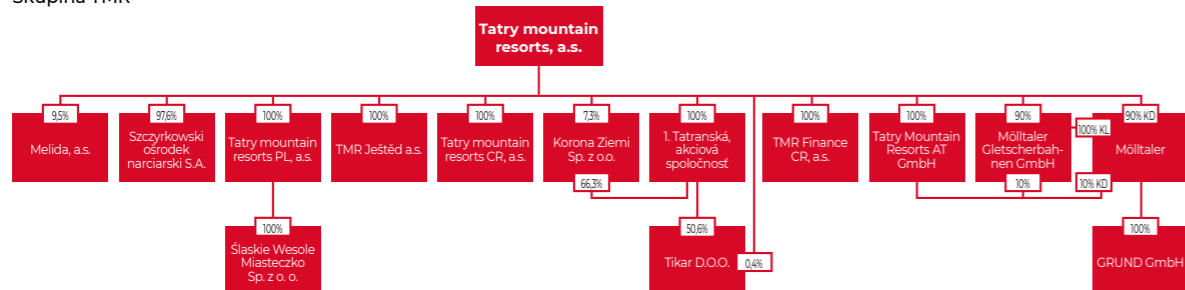 Skupina TMR
Tatry mountain
resorts, a.s.
9,5%
Melida, a.s.
97,6%
Szczyrkowski
ośrodek
narciarski S.A.
100%
Tatry mountain
resorts PL, a.s.
100%
TMR Ještěd a.s.
100%
Tatry mountain
resorts CR, a.s.
7,3%
Korona Ziemi
Sp. z o.o.
66,3%
100%
1. Tatranská,
akciová
spoločnosť
100%
TMR Finance
CR, a.s.
100%
Tatry Mountain
Resorts AT
GmbH
90%
Mölltaler
Gletscherbah-
nen GmbH
10%
100% KL
90% KD
Mölltaler
10% KD
100%
Ślaskie Wesole
Miasteczko
Sp. z o. o.
50,6%
Tikar D.O.O.
0,4%
100%
GRUND GmbH